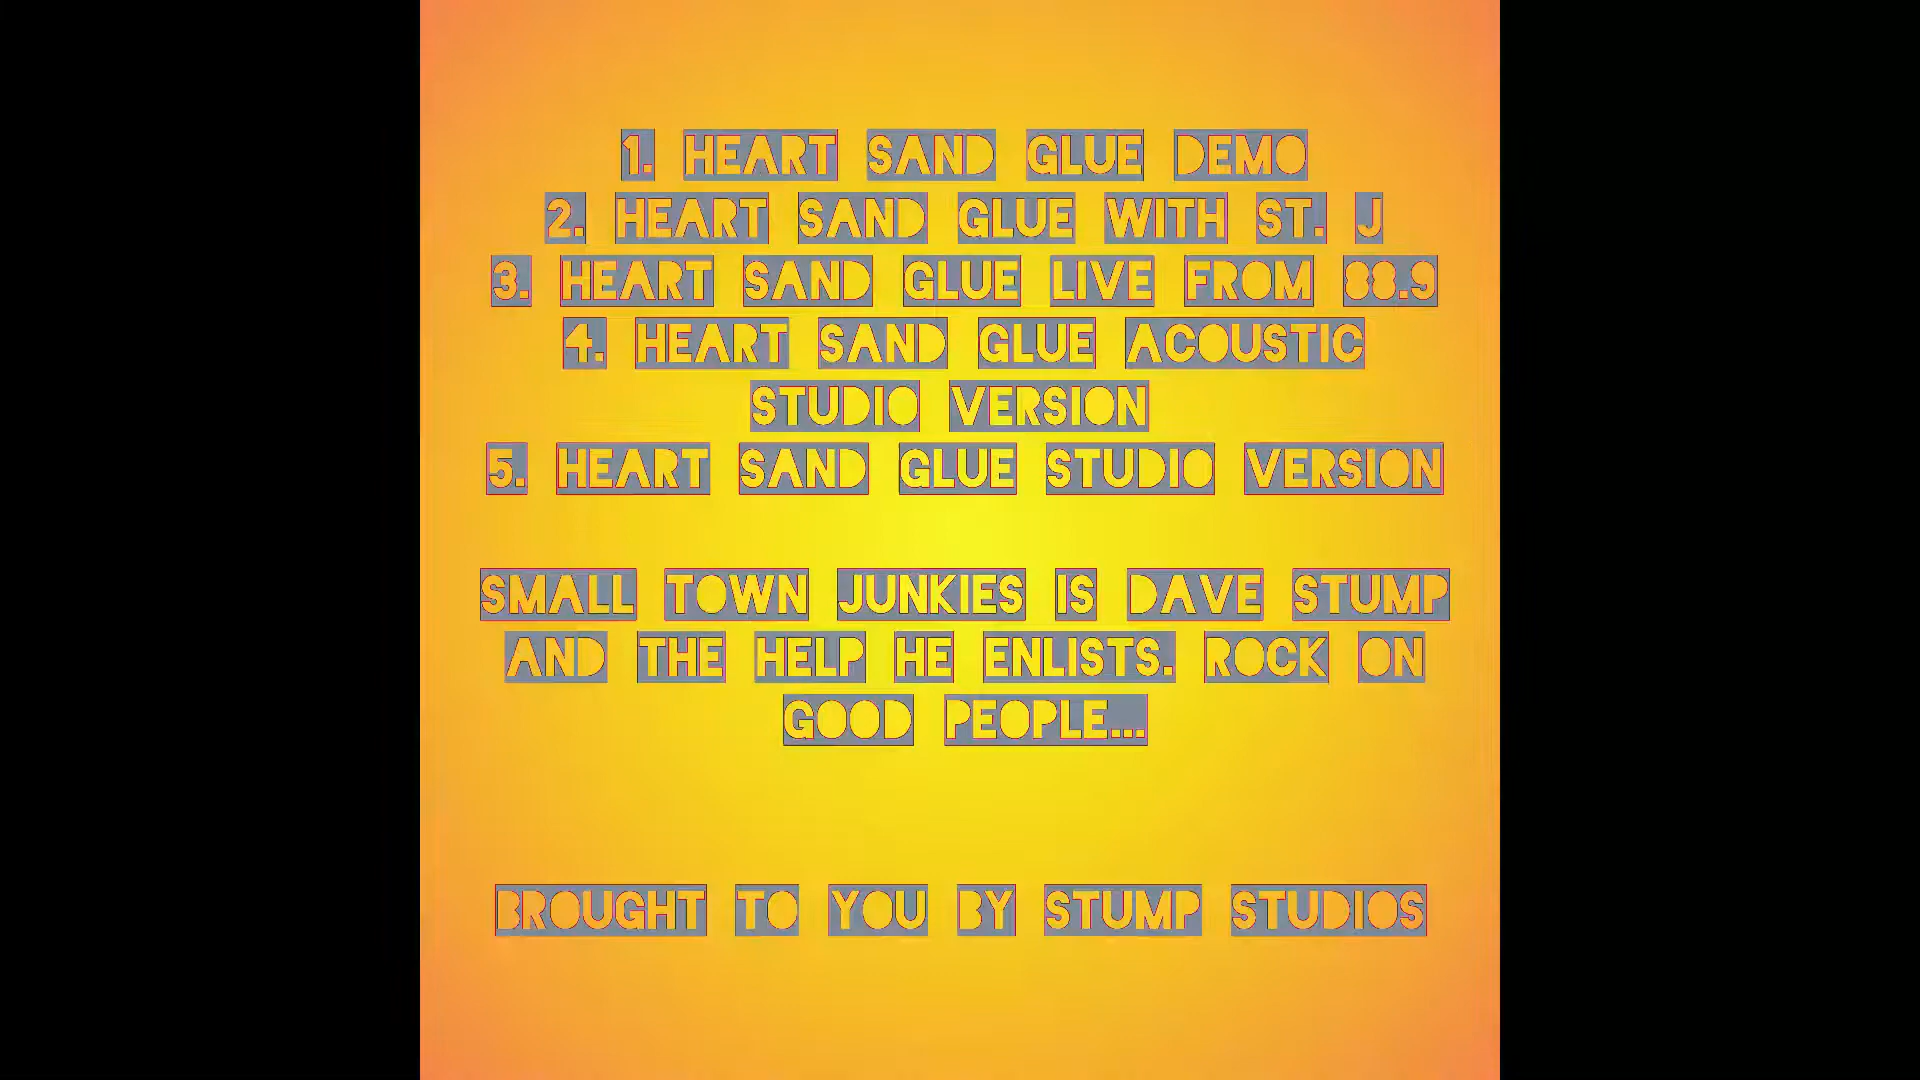 1. HEART SAND GLUE DEMO
2. HEART SAND GLUE WITH ST. J
3. HEART SAND GLUE LIVE FROM 88.9
4. HEART SAND GLUE ACOUSTIC
STUDIO VERSION
5. HEART SAND GLUE STUDIO VERSION
SMALL TOWN JUNKIES IS DAVE STUMP
AND THE HELP HE ENLISTS. ROCK ON
GOOD PEOPLE...
BROUGHT TO YOU BY STUMP STUDIOS